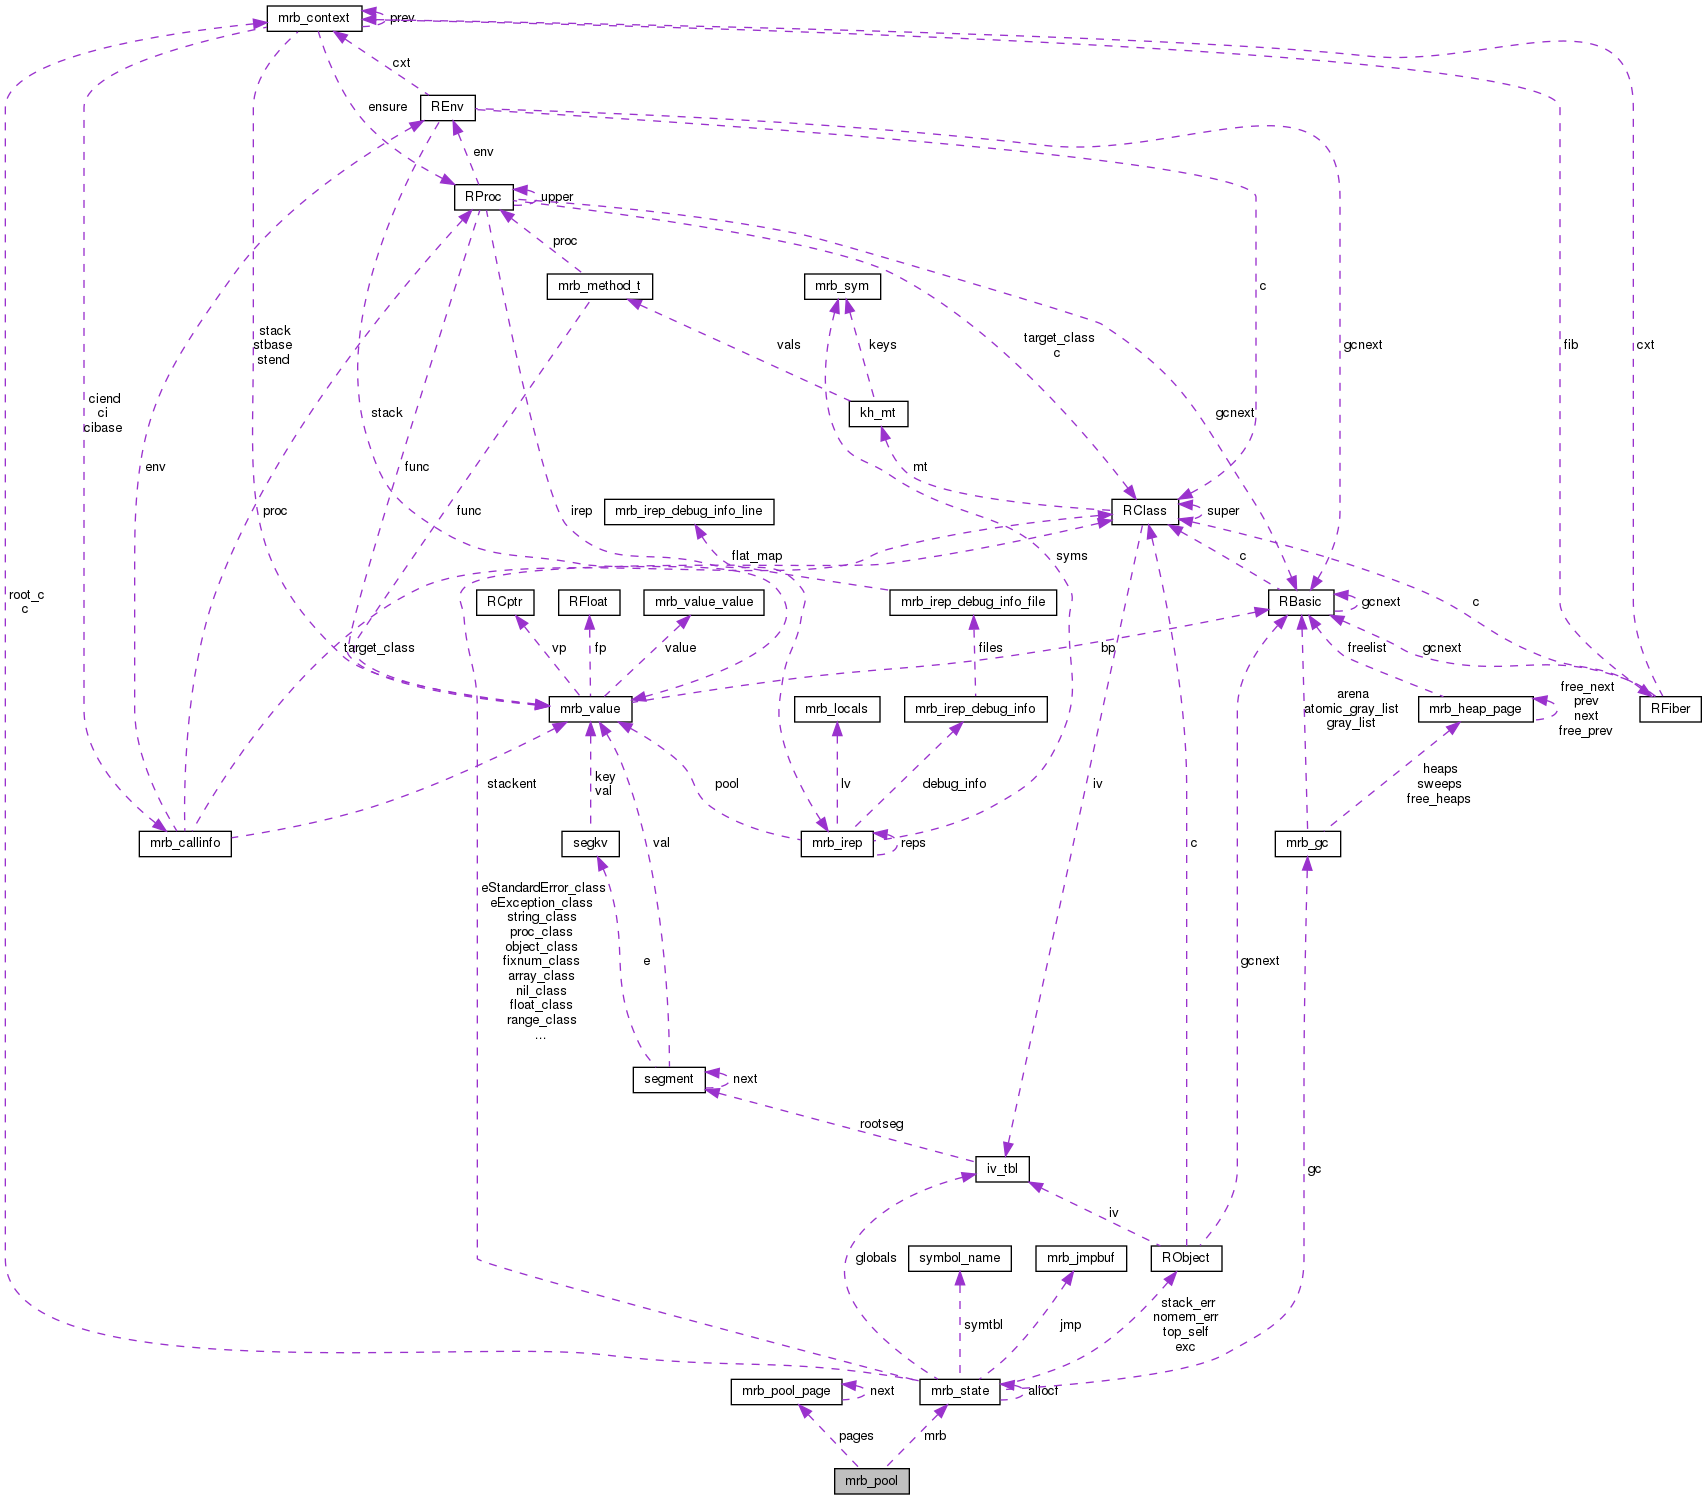 mrb_context
prev
cxt
REnv
ensure
env
RProc
upper
proc
mrb_method_t
mrb_sym
c
stack
stbase
stend
vals
keys
target_class
c
gcnext
fib
cxt
ciend
ci
cibase
stack
kh_mt
gcnext
env
func
mt
proc
func
irep
mrb_irep_debug_info_line
RClass
super
flat_map
syms
c
root_c
c
RCptr
RFloat
mrb_value_value
mrb_irep_debug_info_file
RBasic
gcnext
target_class
vp
fp
value
files
bp
freelist
gcnext
c
mrb_value
mrb_locals
mrb_irep_debug_info
arena
atomic_gray_list
gray_list
mrb_heap_page
free_next
prev
next
free_prev
RFiber
stackent
key
val
pool
lv
debug_info
iv
heaps
sweeps
free_heaps
mrb_callinfo
segkv
val
mrb_irep
reps
c
mrb_gc
eStandardError_class
eException_class
string_class
proc_class
object_class
fixnum_class
array_class
nil_class
float_class
range_class
...
e
gcnext
segment
next
rootseg
iv_tbl
gc
iv
globals
symbol_name
mrb_jmpbuf
RObject
symtbl
jmp
stack_err
nomem_err
top_self
exc
mrb_pool_page
next
mrb_state
allocf
pages
mrb
mrb_pool